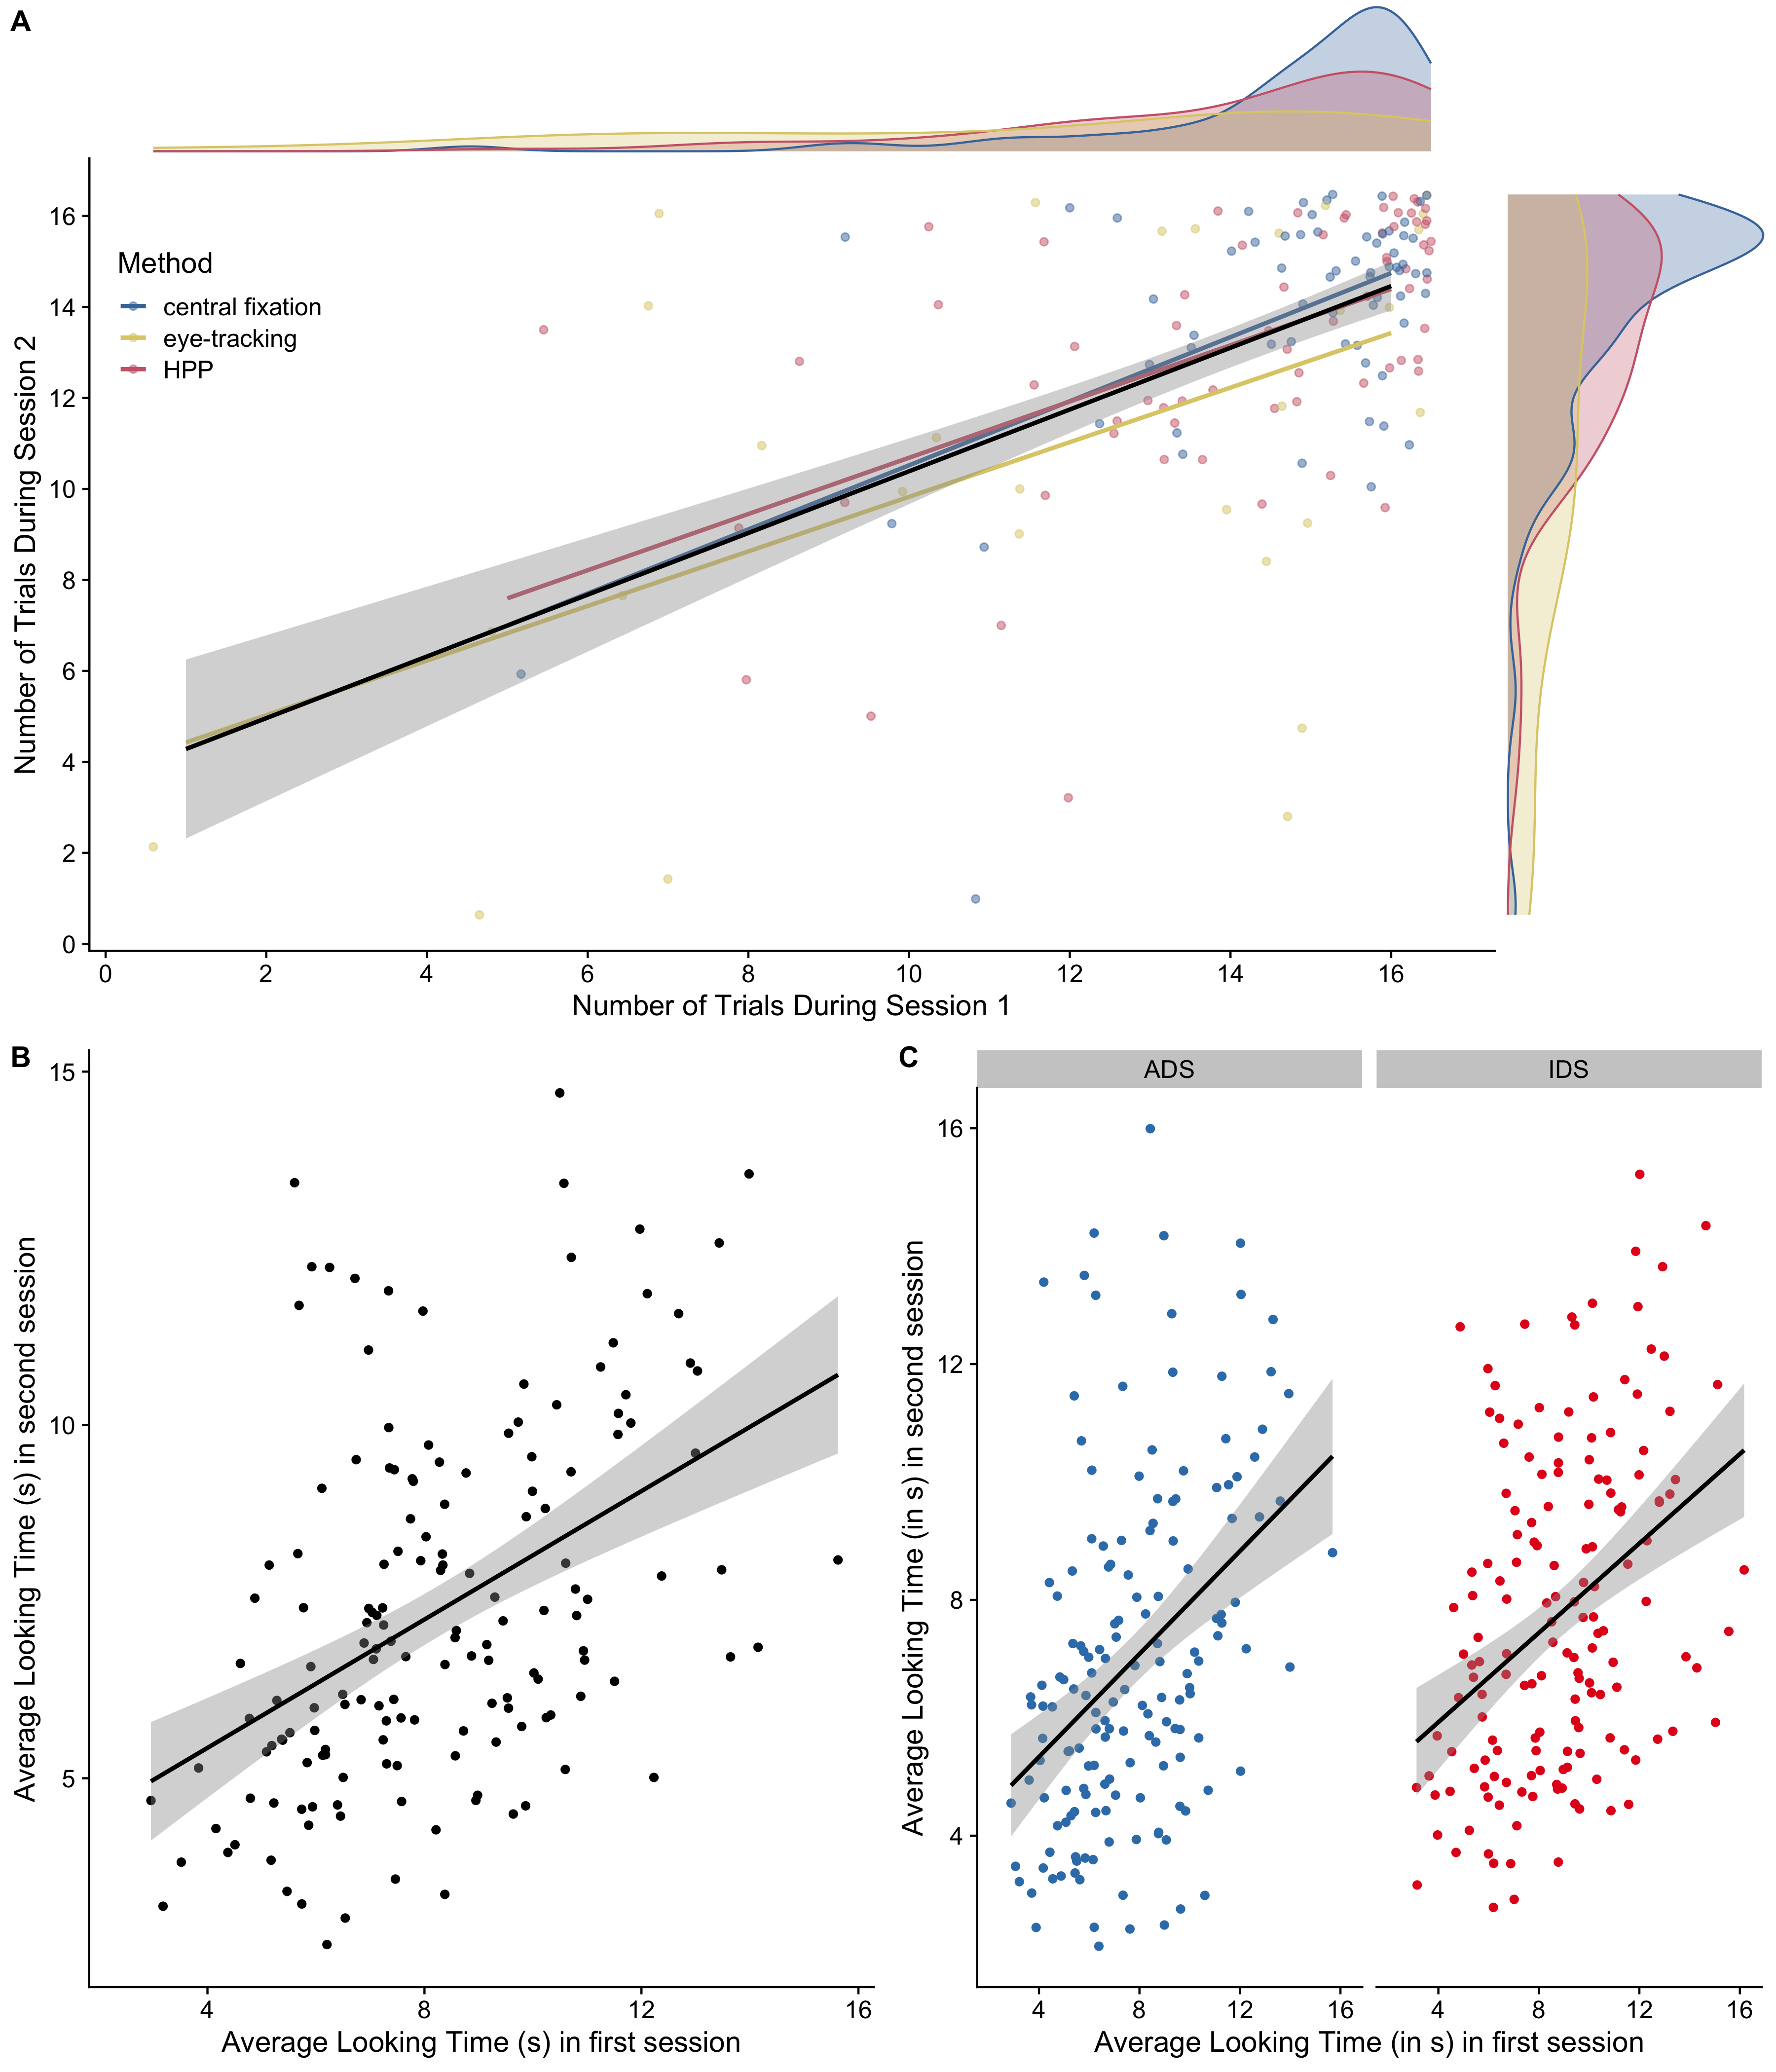 A
Number of Trials During Session 2
16
14
12
10
8
6
4
2
0
Method
central fixation
eye-tracking
HPP
0 2 4 6 8 10 12 14 16
Number of Trials During Session 1
B
Average Looking Time (s) in second session
15
10
5
4 8 12 16
Average Looking Time (s) in first session
C
ADS IDS
Average Looking Time (in s) in second session
16
12
8
4
4 8 12 16 4 8 12 16
Average Looking Time (in s) in first session